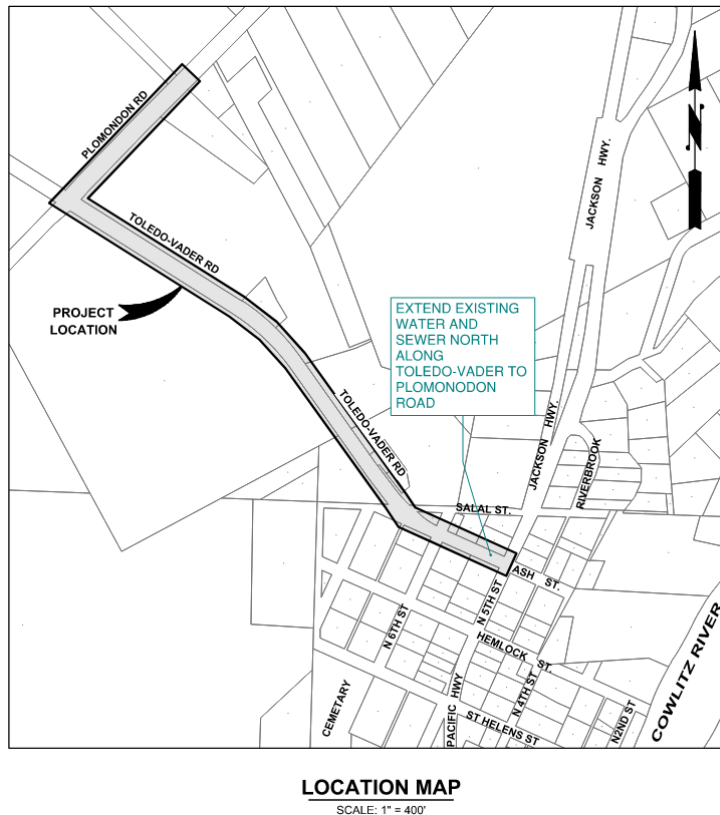 PLOMONDON RD
TOLEDO-VADER RD
PROJECT
LOCATION
JACKSON HWY.
N
EXTEND EXISTING
WATER AND
SEWER NORTH
ALONG
TOLEDO-VADER TO
PLOMONODON
ROAD
TOLEDO-VADER RD
JACKSON HWY.
RIVERBROOK
SALAL ST.
ASH ST.
N 5TH ST
N 6TH ST
HEMLOCK ST.
N 4TH ST
CEMETARY
PACIFIC HWY
ST HELENS ST
N2ND ST
COWLITZ RIVER
LOCATION MAP
SCALE: 1" = 400'